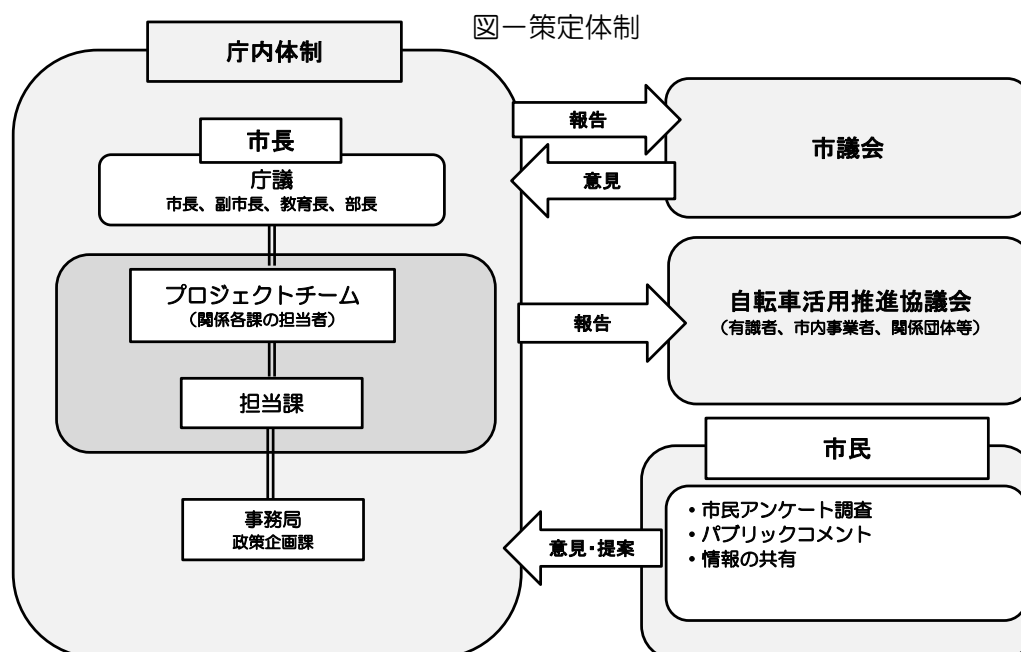 図－策定体制
庁内体制
市長
庁議
市長、副市長、教育長、部長
プロジェクトチーム
（関係各課の担当者）
担当課
事務局
政策企画課
報告
意見
市議会
報告
自転車活用推進協議会
（有識者、市内事業者、関係団体等）
市民
・市民アンケート調査
・パブリックコメント
・情報の共有
意見・提案